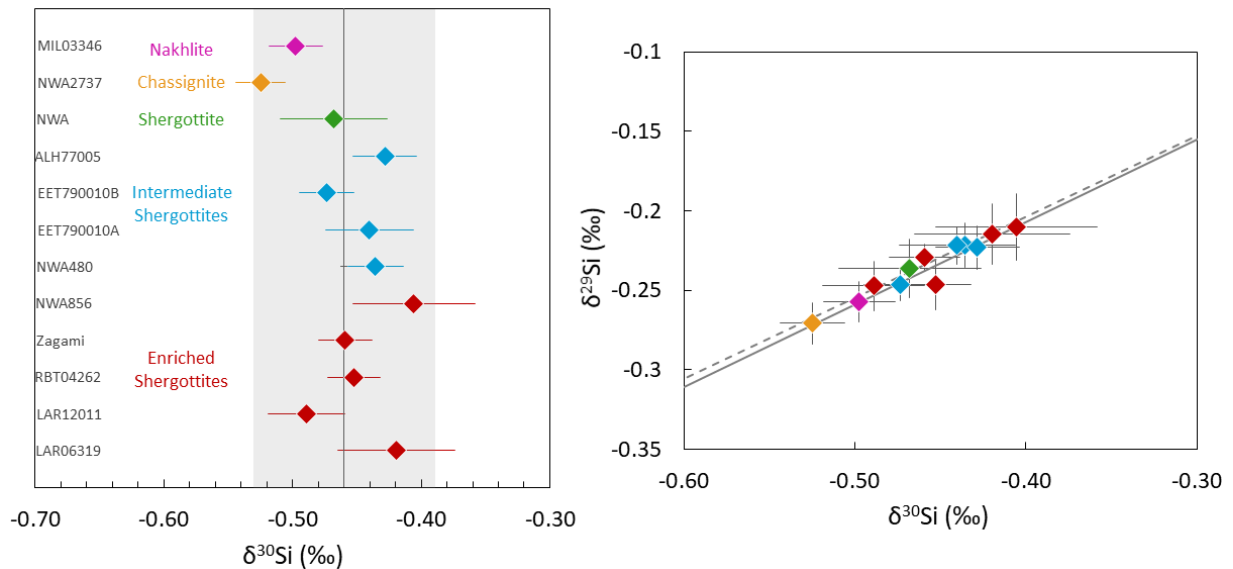 MIL03346
Nakhlite
NWA2737
Chassignite
NWA
Shergottite
ALH77005
EET790010B
Intermediate
Shergottites
EET790010A
NWA480
NWA856
Zagami
Enriched
Shergottites
RBT04262
LAR12011
LAR06319
-0.70 -0.60 -0.50 -0.40 -0.30
δ³⁰Si (‰)
-0.1
-0.15
-0.2
-0.25
-0.3
-0.35
δ²⁹Si (‰)
-0.60 -0.50 -0.40 -0.30
δ³⁰Si (‰)